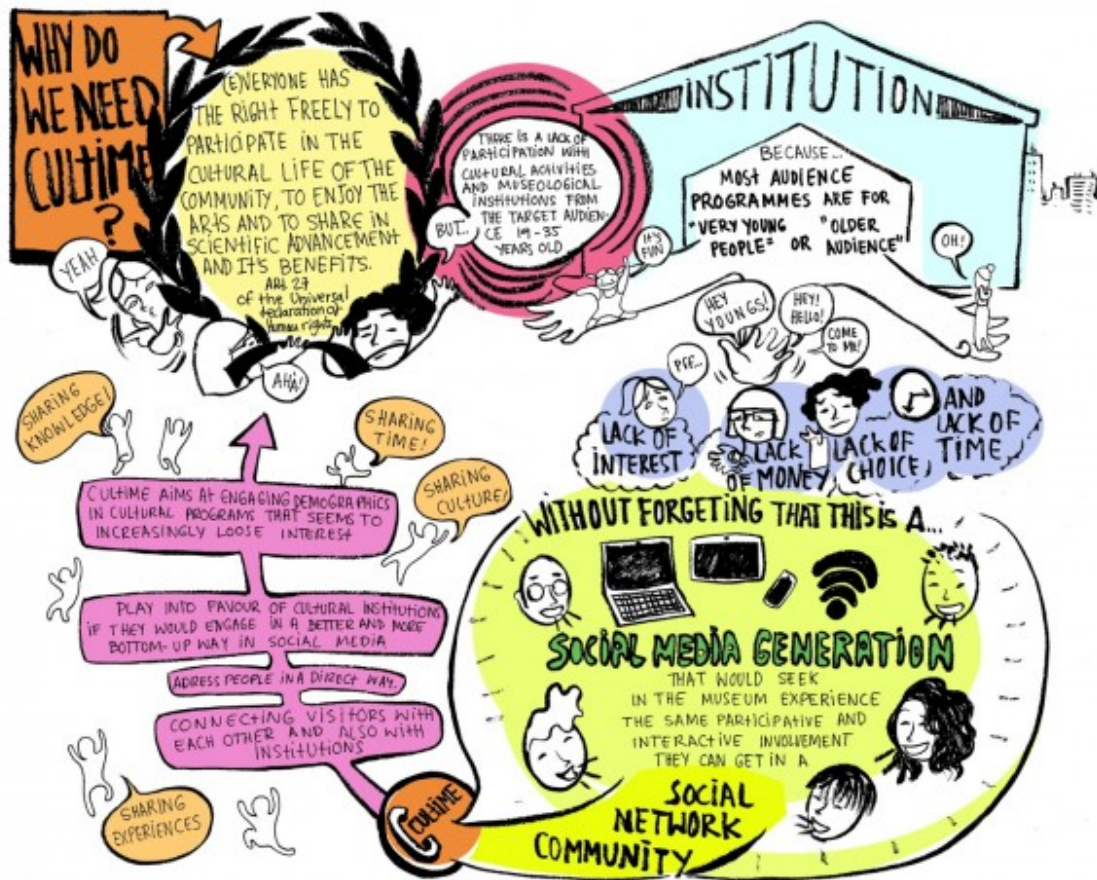 WHY DO
WE NEED
CULTIME
?
(E)VERYONE HAS
THE RIGHT FREELY TO
PARTICIPATE IN THE
CULTURAL LIFE OF THE
COMMUNITY, TO ENJOY THE
ARTS AND TO SHARE IN
SCIENTIFIC ADVANCEMENT
AND IT'S BENEFITS.
Art. 27
of the Universal
declaration of
Human rights
YEAH
AHÁ!
BUT..
THERE IS A LACK OF
PARTICIPATION WITH
CULTURAL ACTIVITIES
AND MUSEOLOGICAL
INSTITUTIONS FROM
THE TARGET AUDIEN-
CE 19-35
YEARS OLD
INSTITUTION
BECAUSE...
MOST AUDIENCE
PROGRAMMES ARE FOR
"VERY YOUNG "OLDER
PEOPLE" OR AUDIENCE"
IT'S
FUN
OH!
HEY
YOUNGS!
HEY!
HELLO!
COME
TO ME!
PFF...
LACK OF
INTEREST
LACK
OF MONEY,
LACK OF
CHOICE,
AND
LACK OF
TIME
WITHOUT FORGETING THAT THIS IS A...
SOCIAL MEDIA GENERATION
THAT WOULD SEEK
IN THE MUSEUM EXPERIENCE
THE SAME PARTICIPATIVE AND
INTERACTIVE INVOLVEMENT
THEY CAN GET IN A
SOCIAL
NETWORK
COMMUNITY
CULTIME
CONNECTING VISITORS WITH
EACH OTHER AND ALSO WITH
INSTITUTIONS
ADRESS PEOPLE IN A DIRECT WAY.
PLAY INTO FAVOUR OF CULTURAL INSTITUTIONS
IF THEY WOULD ENGAGE IN A BETTER AND MORE
BOTTOM-UP WAY IN SOCIAL MEDIA
CULTIME AIMS AT ENGAGING DEMOGRAPHICS
IN CULTURAL PROGRAMS THAT SEEMS TO
INCREASINGLY LOOSE INTEREST
SHARING
KNOWLEDGE!
SHARING
TIME!
SHARING
CULTURE!
SHARING
EXPERIENCES